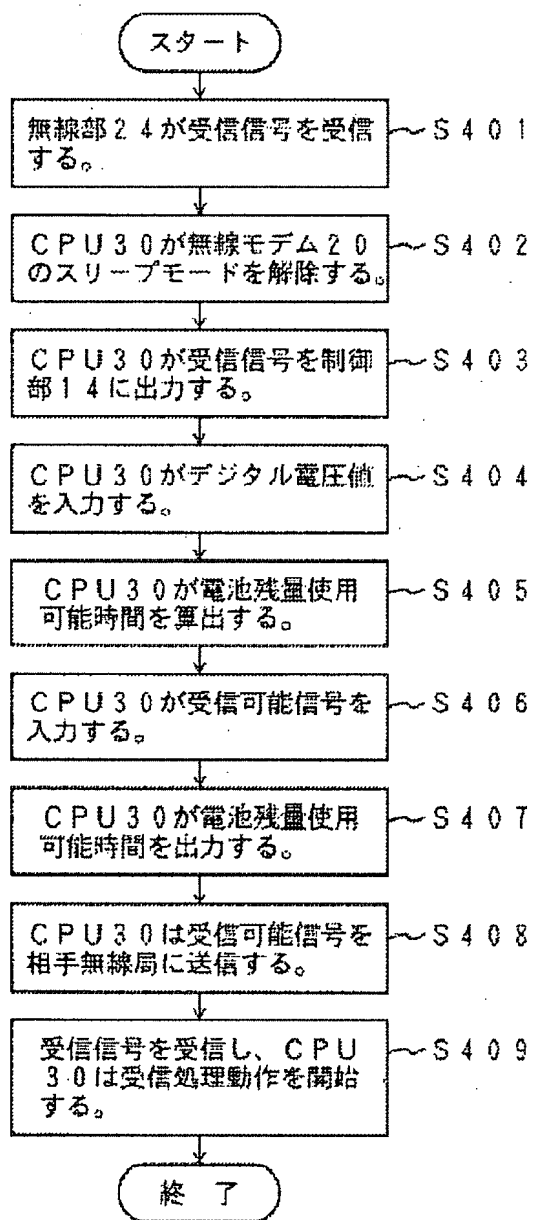 スタート
無線部24が受信信号を受信 S401
する。
CPU30が無線モデム20 S402
のスリープモードを解除する。
CPU30が受信信号を制御 S403
部14に出力する。
CPU30がデジタル電圧値 S404
を入力する。
CPU30が電池残量使用 S405
可能時間を算出する。
CPU30が受信可能信号を S406
入力する。
CPU30が電池残量使用 S407
可能時間を出力する。
CPU30は受信可能信号を S408
相手無線局に送信する。
受信信号を受信し、CPU S409
30は受信処理動作を開始
する。
終了